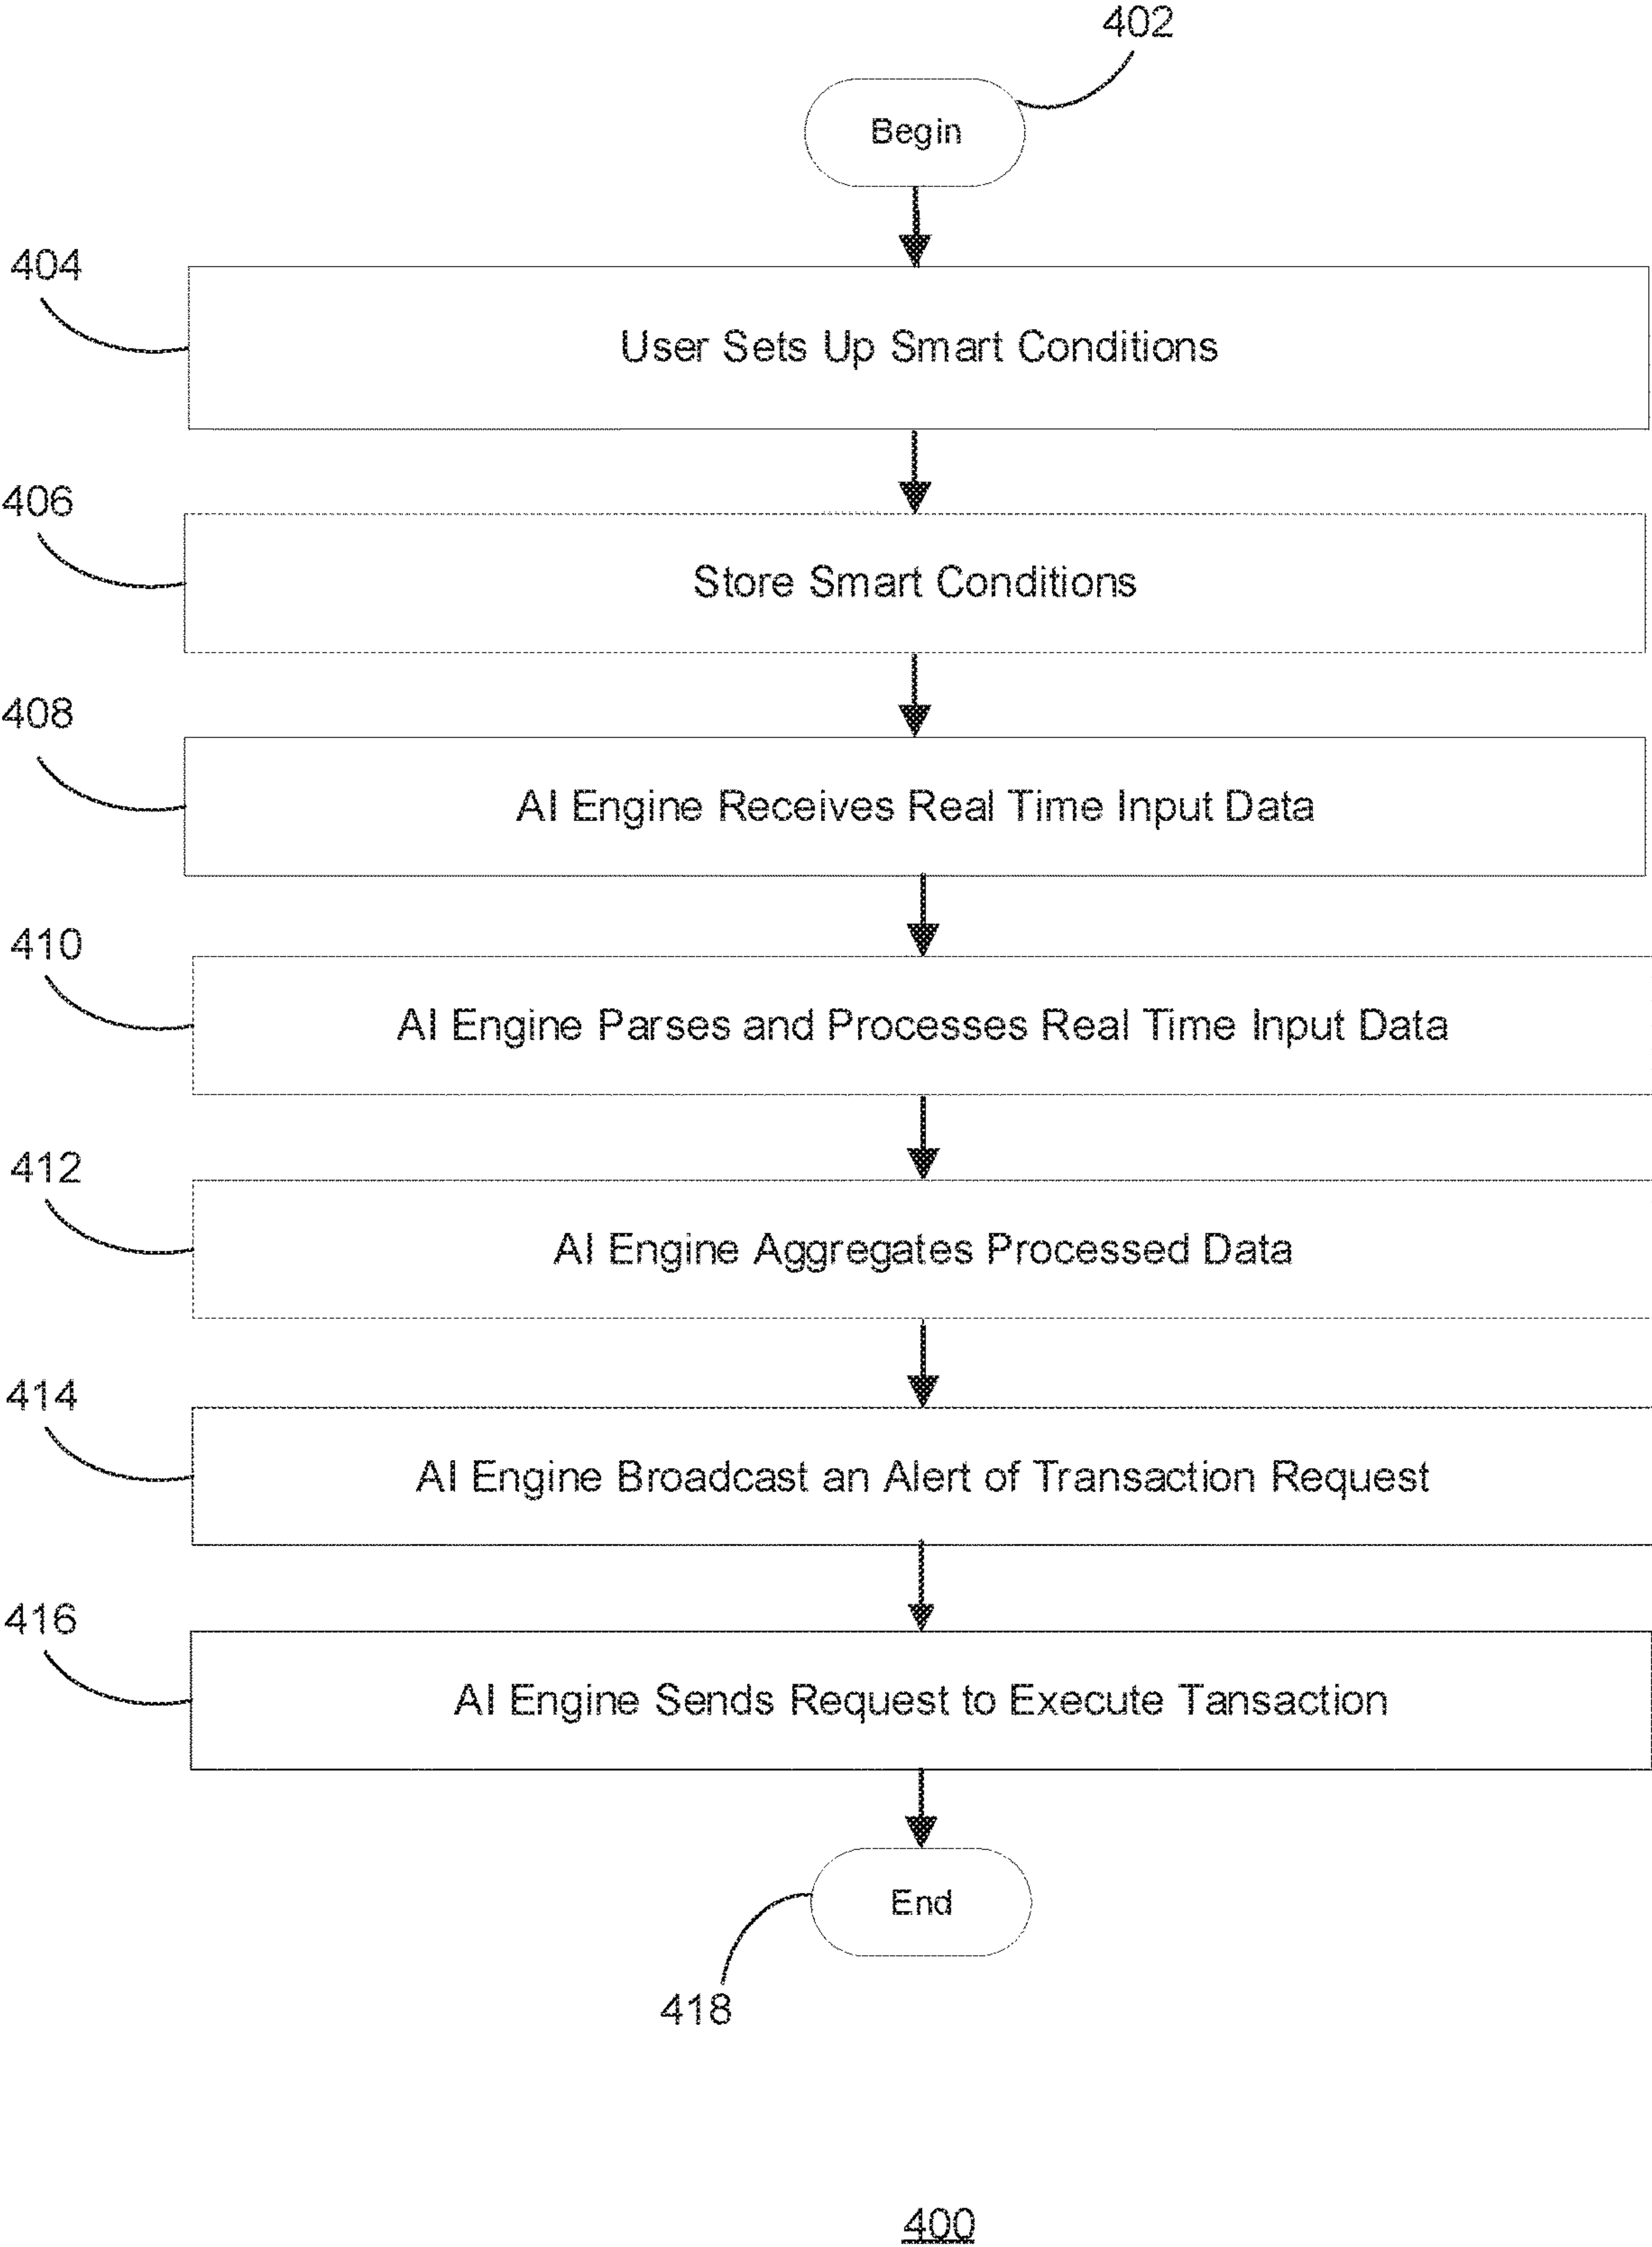 402
Begin
404
User Sets Up Smart Conditions
406
Store Smart Conditions
408
AI Engine Receives Real Time Input Data
410
AI Engine Parses and Processes Real Time Input Data
412
AI Engine Aggregates Processed Data
414
AI Engine Broadcast an Alert of Transaction Request
416
AI Engine Sends Request to Execute Tansaction
End
418
400